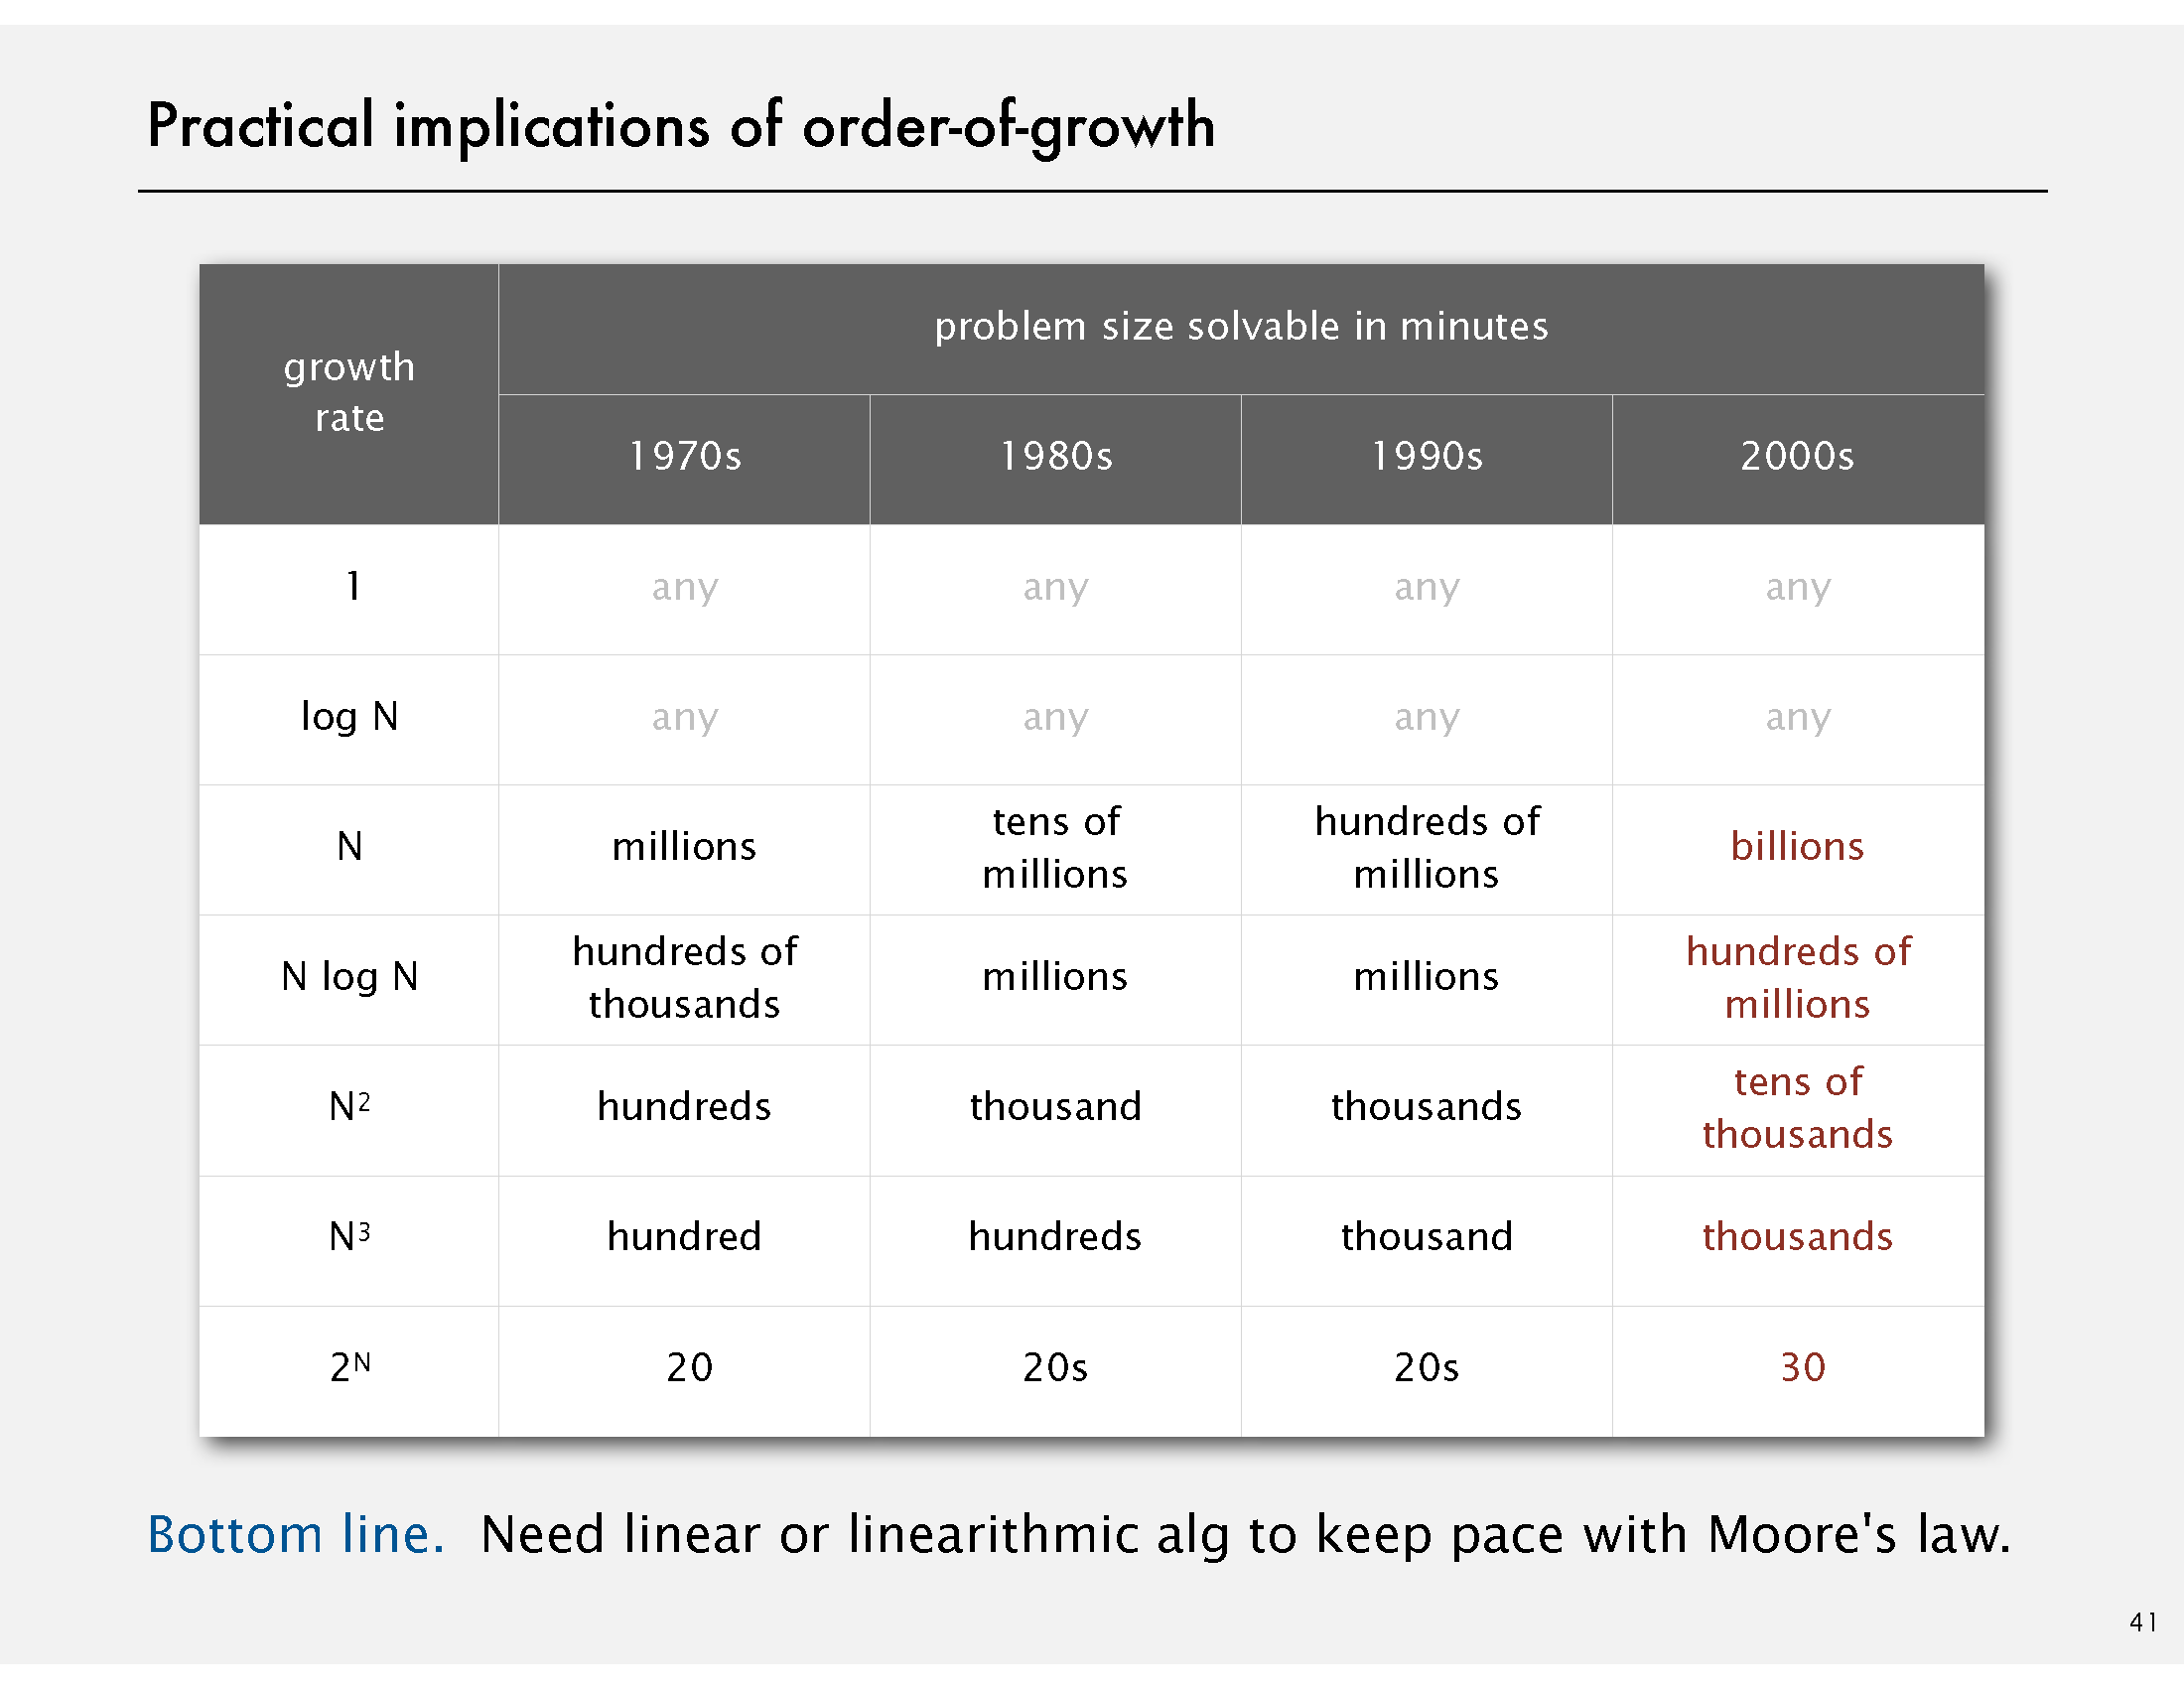 Practical implications of order-of-growth
growth
rate
problem size solvable in minutes
1970s 1980s 1990s 2000s
1 any any any any
log N any any any any
N millions tens of millions hundreds of millions billions
N log N hundreds of thousands millions millions hundreds of millions
N² hundreds thousand thousands tens of thousands
N³ hundred hundreds thousand thousands
2ᴺ 20 20s 20s 30
Bottom line. Need linear or linearithmic alg to keep pace with Moore's law.
41